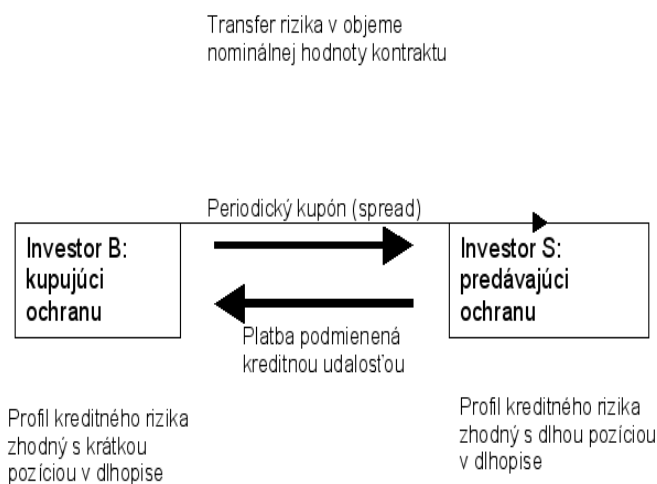 Transfer rizika v objeme
nominálnej hodnoty kontraktu
Periodický kupón (spread)
Investor B:
kupujúci
ochranu
Investor S:
predávajúci
ochranu
Platba podmienená
kreditnou udalosťou
Profil kreditného rizika
zhodný s krátkou
pozíciou v dlhopise
Profil kreditného rizika
zhodný s dlhou pozíciou
v dlhopise